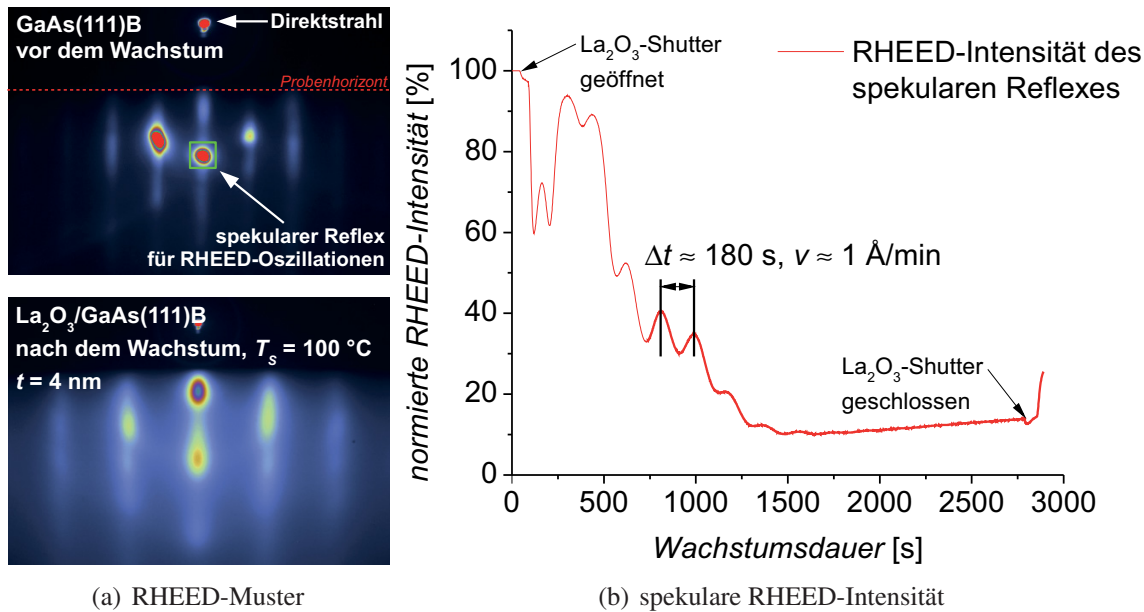 GaAs(111)B
vor dem Wachstum
Direktstrahl
Probenhorizont
spekularer Reflex
für RHEED-Oszillationen
La₂O₃/GaAs(111)B
nach dem Wachstum, Tₛ = 100 °C
t = 4 nm
(a) RHEED-Muster
normierte RHEED-Intensität [%]
100
80
60
40
20
0
La₂O₃-Shutter
geöffnet
RHEED-Intensität des
spekularen Reflexes
Δt ≈ 180 s, v ≈ 1 Å/min
La₂O₃-Shutter
geschlossen
0 500 1000 1500 2000 2500 3000
Wachstumsdauer [s]
(b) spekulare RHEED-Intensität